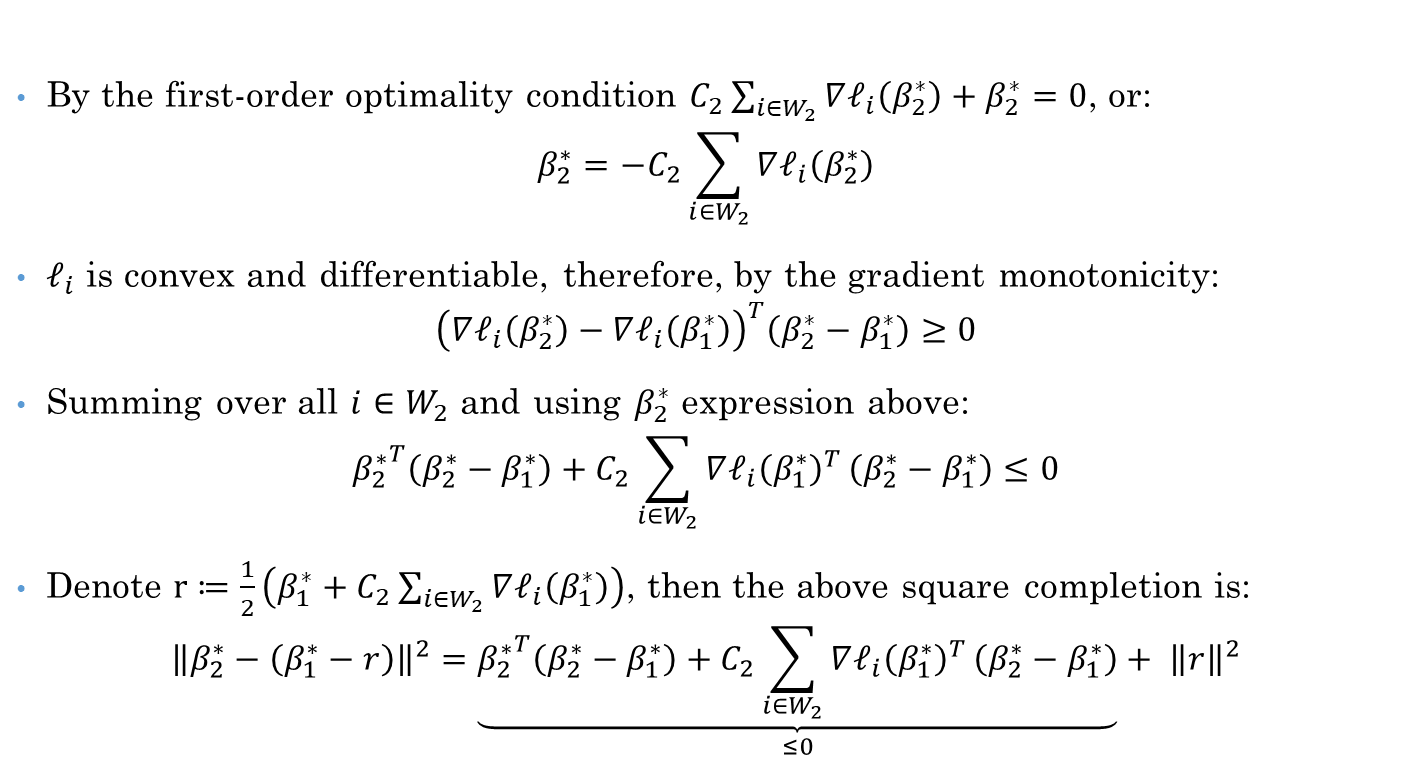 • By the first-order optimality condition C₂ ∑_{i∈W₂} ∇ℓᵢ(β₂*) + β₂* = 0, or:
β₂* = −C₂ ∑_{i∈W₂} ∇ℓᵢ(β₂*)
• ℓᵢ is convex and differentiable, therefore, by the gradient monotonicity:
(∇ℓᵢ(β₂*) − ∇ℓᵢ(β₁*))ᵀ(β₂* − β₁*) ≥ 0
• Summing over all i ∈ W₂ and using β₂* expression above:
β₂*ᵀ(β₂* − β₁*) + C₂ ∑_{i∈W₂} ∇ℓᵢ(β₁*)ᵀ (β₂* − β₁*) ≤ 0
• Denote r ≔ ½(β₁* + C₂ ∑_{i∈W₂} ∇ℓᵢ(β₁*)), then the above square completion is:
‖β₂* − (β₁* − r)‖² = β₂*ᵀ(β₂* − β₁*) + C₂ ∑_{i∈W₂} ∇ℓᵢ(β₁*)ᵀ (β₂* − β₁*) + ‖r‖²
≤0